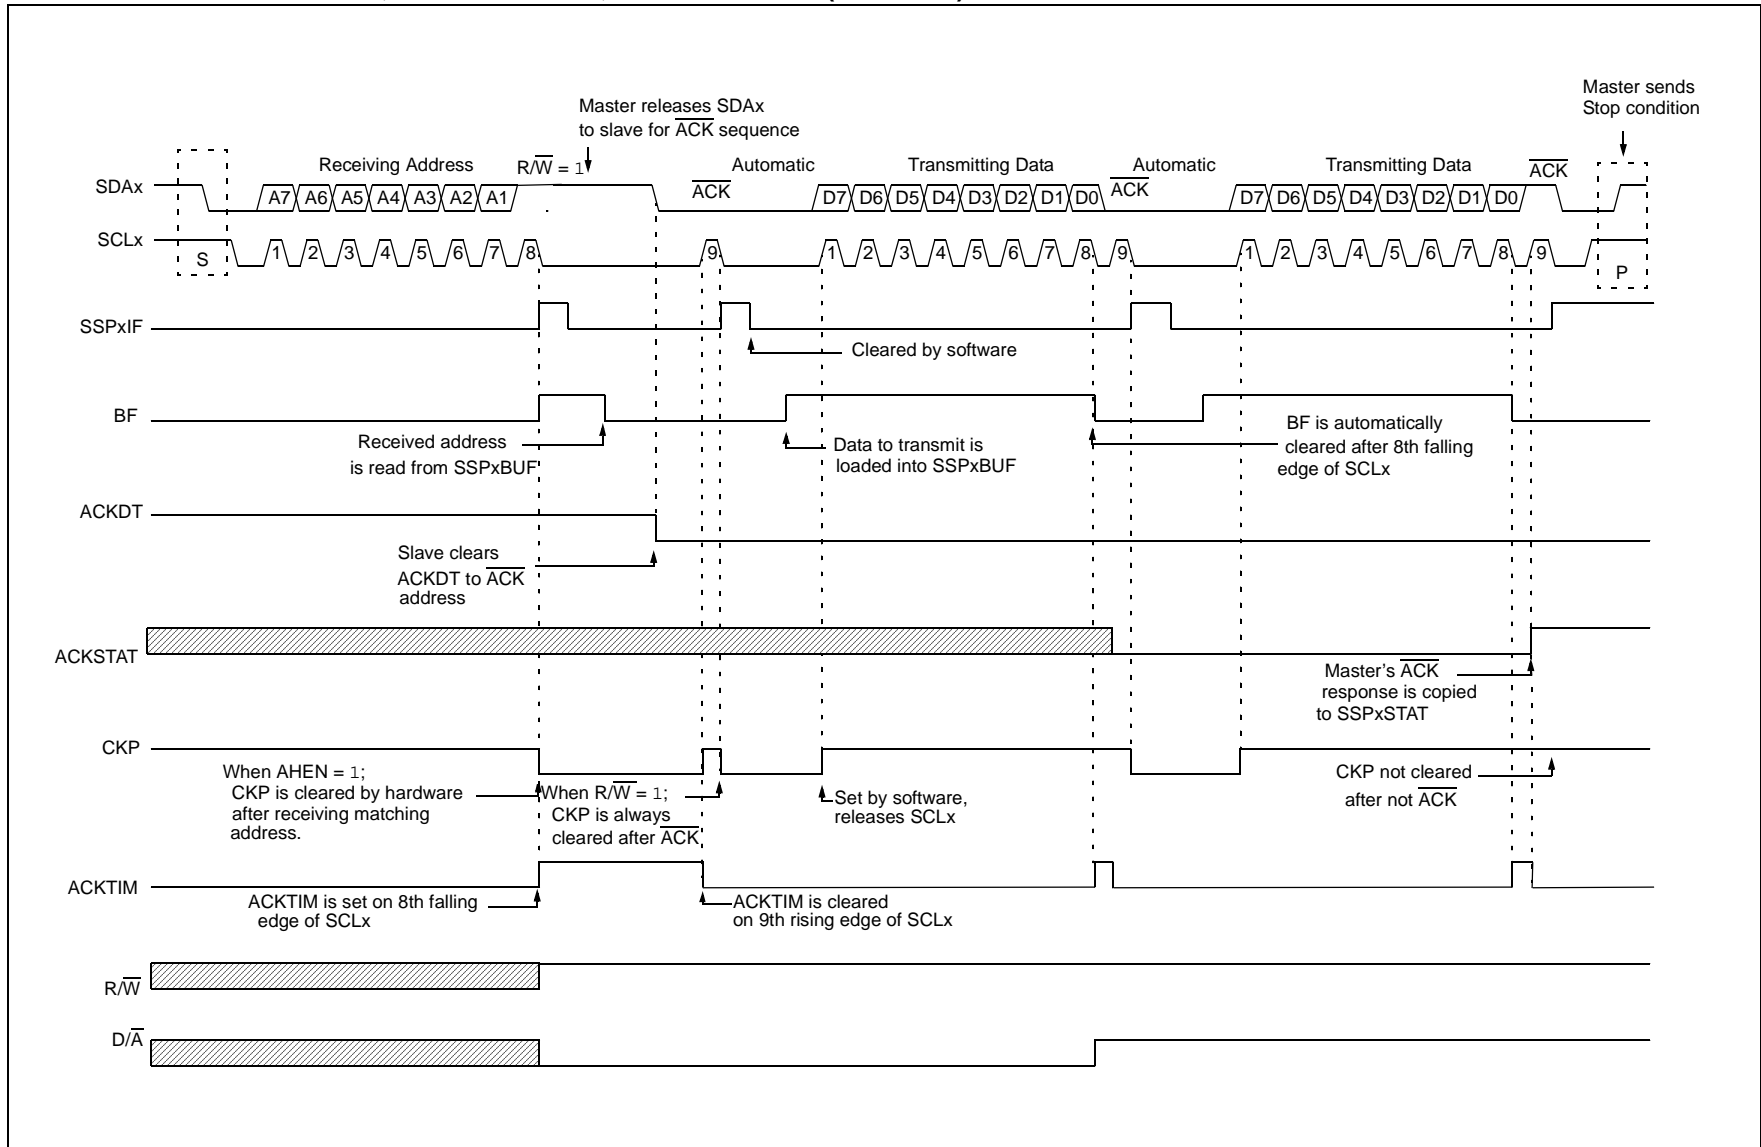 Master releases SDAx
to slave for ACK sequence
Master sends
Stop condition
Receiving Address
R/W = 1
Automatic
Transmitting Data
Automatic
Transmitting Data
ACK
SDAx
A7 A6 A5 A4 A3 A2 A1
ACK
D7 D6 D5 D4 D3 D2 D1 D0
ACK
D7 D6 D5 D4 D3 D2 D1 D0
SCLx
S
1 2 3 4 5 6 7 8 9
1 2 3 4 5 6 7 8 9
1 2 3 4 5 6 7 8 9
P
SSPxIF
Cleared by software
BF
Received address
is read from SSPxBUF
Data to transmit is
loaded into SSPxBUF
BF is automatically
cleared after 8th falling
edge of SCLx
ACKDT
Slave clears
ACKDT to ACK
address
ACKSTAT
Master's ACK
response is copied
to SSPxSTAT
CKP
When AHEN = 1;
CKP is cleared by hardware
after receiving matching
address.
When R/W = 1;
CKP is always
cleared after ACK
Set by software,
releases SCLx
CKP not cleared
after not ACK
ACKTIM
ACKTIM is set on 8th falling
edge of SCLx
ACKTIM is cleared
on 9th rising edge of SCLx
R/W
D/A